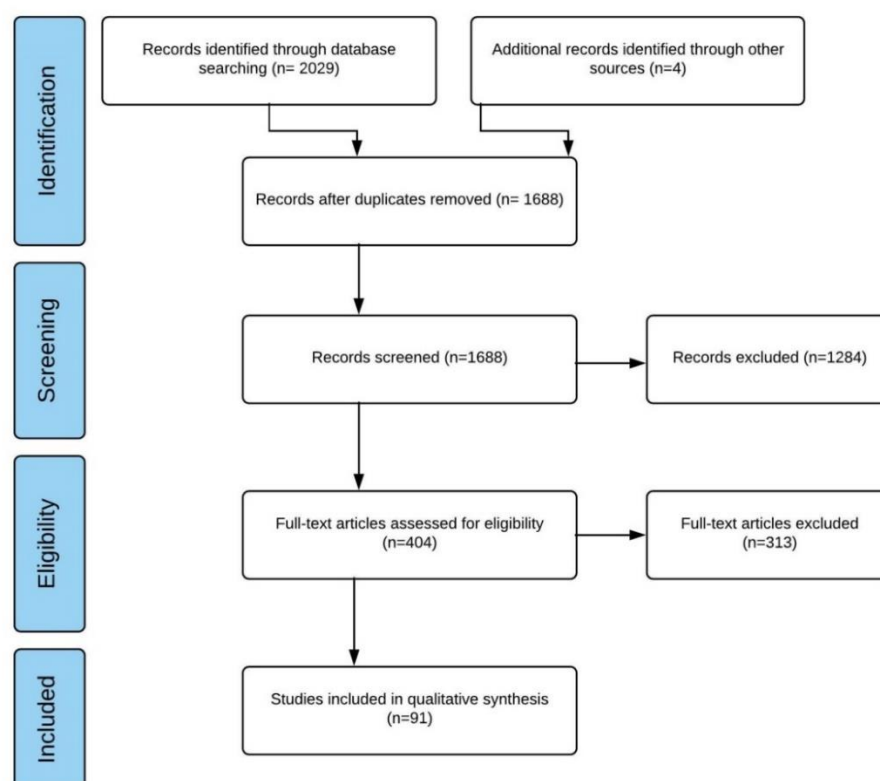 Identification
Records identified through database
searching (n= 2029)
Additional records identified through other
sources (n=4)
Records after duplicates removed (n= 1688)
Screening
Records screened (n=1688)
Records excluded (n=1284)
Eligibility
Full-text articles assessed for eligibility
(n=404)
Full-text articles excluded
(n=313)
Included
Studies included in qualitative synthesis
(n=91)